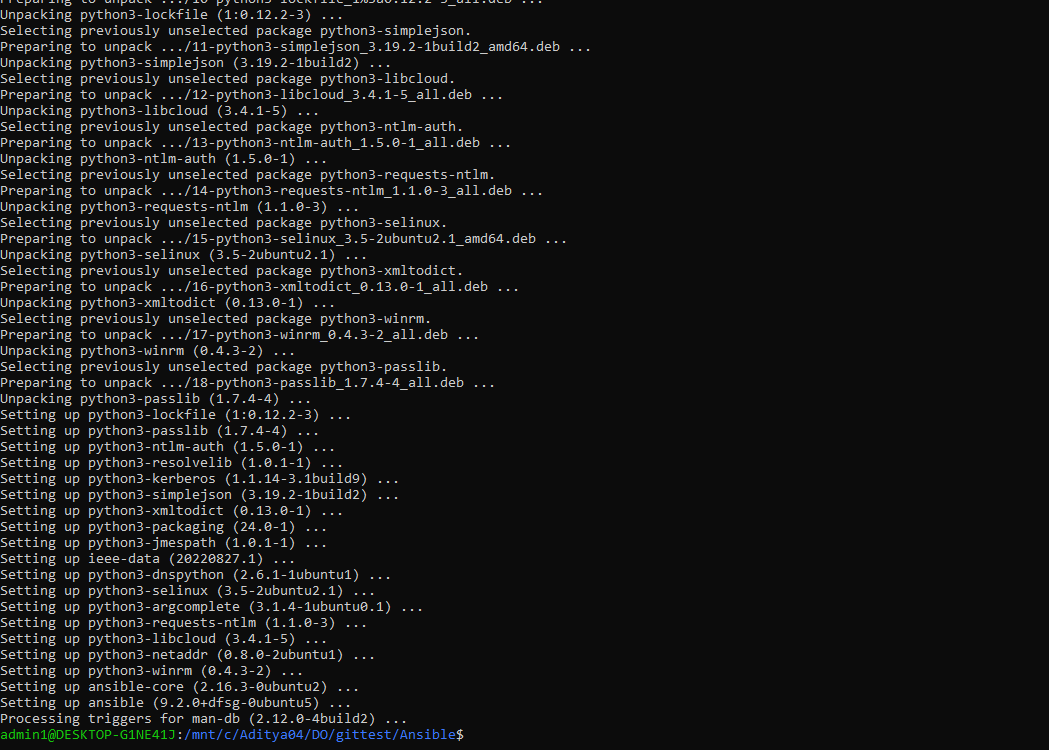 Preparing to unpack .../10-python3-lockfile_1%3a0.12.2-3_all.deb ...
Unpacking python3-lockfile (1:0.12.2-3) ...
Selecting previously unselected package python3-simplejson.
Preparing to unpack .../11-python3-simplejson_3.19.2-1build2_amd64.deb ...
Unpacking python3-simplejson (3.19.2-1build2) ...
Selecting previously unselected package python3-libcloud.
Preparing to unpack .../12-python3-libcloud_3.4.1-5_all.deb ...
Unpacking python3-libcloud (3.4.1-5) ...
Selecting previously unselected package python3-ntlm-auth.
Preparing to unpack .../13-python3-ntlm-auth_1.5.0-1_all.deb ...
Unpacking python3-ntlm-auth (1.5.0-1) ...
Selecting previously unselected package python3-requests-ntlm.
Preparing to unpack .../14-python3-requests-ntlm_1.1.0-3_all.deb ...
Unpacking python3-requests-ntlm (1.1.0-3) ...
Selecting previously unselected package python3-selinux.
Preparing to unpack .../15-python3-selinux_3.5-2ubuntu2.1_amd64.deb ...
Unpacking python3-selinux (3.5-2ubuntu2.1) ...
Selecting previously unselected package python3-xmltodict.
Preparing to unpack .../16-python3-xmltodict_0.13.0-1_all.deb ...
Unpacking python3-xmltodict (0.13.0-1) ...
Selecting previously unselected package python3-winrm.
Preparing to unpack .../17-python3-winrm_0.4.3-2_all.deb ...
Unpacking python3-winrm (0.4.3-2) ...
Selecting previously unselected package python3-passlib.
Preparing to unpack .../18-python3-passlib_1.7.4-4_all.deb ...
Unpacking python3-passlib (1.7.4-4) ...
Setting up python3-lockfile (1:0.12.2-3) ...
Setting up python3-passlib (1.7.4-4) ...
Setting up python3-ntlm-auth (1.5.0-1) ...
Setting up python3-resolvelib (1.0.1-1) ...
Setting up python3-kerberos (1.1.14-3.1build9) ...
Setting up python3-simplejson (3.19.2-1build2) ...
Setting up python3-xmltodict (0.13.0-1) ...
Setting up python3-packaging (24.0-1) ...
Setting up python3-jmespath (1.0.1-1) ...
Setting up ieee-data (20220827.1) ...
Setting up python3-dnspython (2.6.1-1ubuntu1) ...
Setting up python3-selinux (3.5-2ubuntu2.1) ...
Setting up python3-argcomplete (3.1.4-1ubuntu0.1) ...
Setting up python3-requests-ntlm (1.1.0-3) ...
Setting up python3-libcloud (3.4.1-5) ...
Setting up python3-netaddr (0.8.0-2ubuntu1) ...
Setting up python3-winrm (0.4.3-2) ...
Setting up ansible-core (2.16.3-0ubuntu2) ...
Setting up ansible (9.2.0+dfsg-0ubuntu5) ...
Processing triggers for man-db (2.12.0-4build2) ...
admin1@DESKTOP-G1NE41J:/mnt/c/Aditya04/DO/gittest/Ansible$